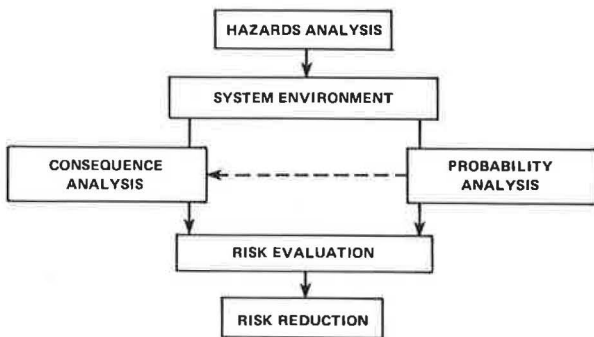 HAZARDS ANALYSIS
SYSTEM ENVIRONMENT
CONSEQUENCE
ANALYSIS
PROBABILITY
ANALYSIS
RISK EVALUATION
RISK REDUCTION